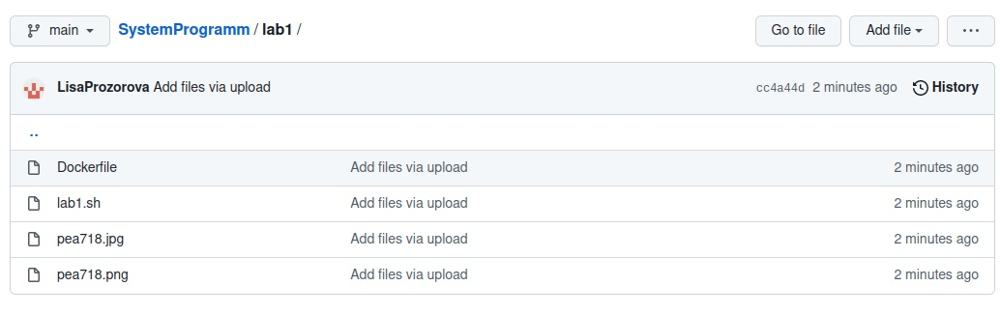 main SystemProgramm / lab1 / Go to file Add file ...
LisaProzorova Add files via upload cc4a44d 2 minutes ago History
..
Dockerfile Add files via upload 2 minutes ago
lab1.sh Add files via upload 2 minutes ago
pea718.jpg Add files via upload 2 minutes ago
pea718.png Add files via upload 2 minutes ago